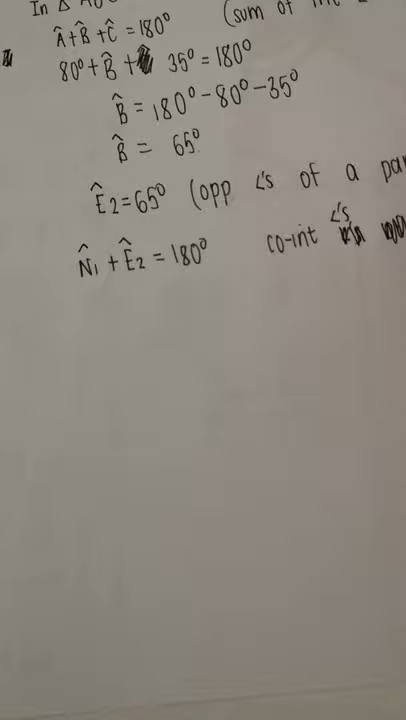 In Δ
Â+B̂+Ĉ=180° (sum of
80°+B̂+ 35°=180°
B̂=180°-80°-35°
B̂= 65°
Ê2=65° (opp ∠'s of a par
N̂1+Ê2=180° co-int ∠'s